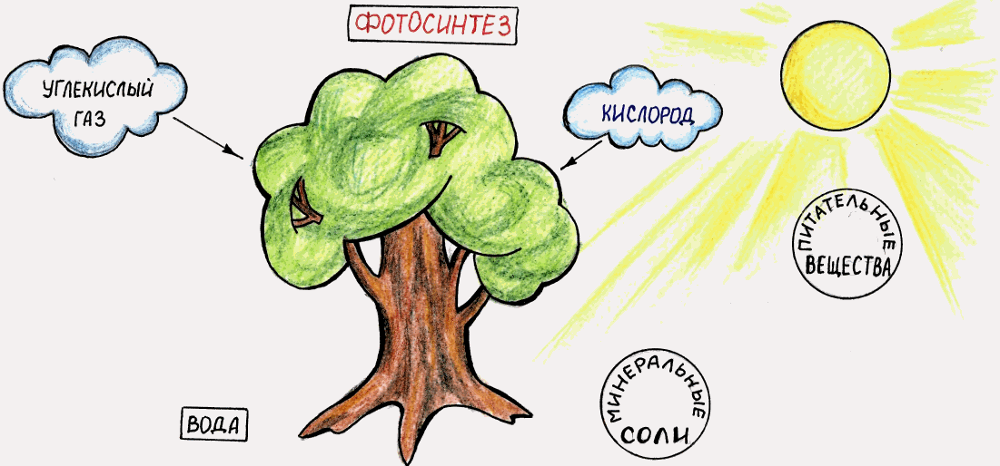 ФОТОСИНТЕЗ
УГЛЕКИСЛЫЙ
ГАЗ
КИСЛОРОД
ПИТАТЕЛЬНЫЕ
ВЕЩЕСТВА
МИНЕРАЛЬНЫЕ
СОЛИ
ВОДА